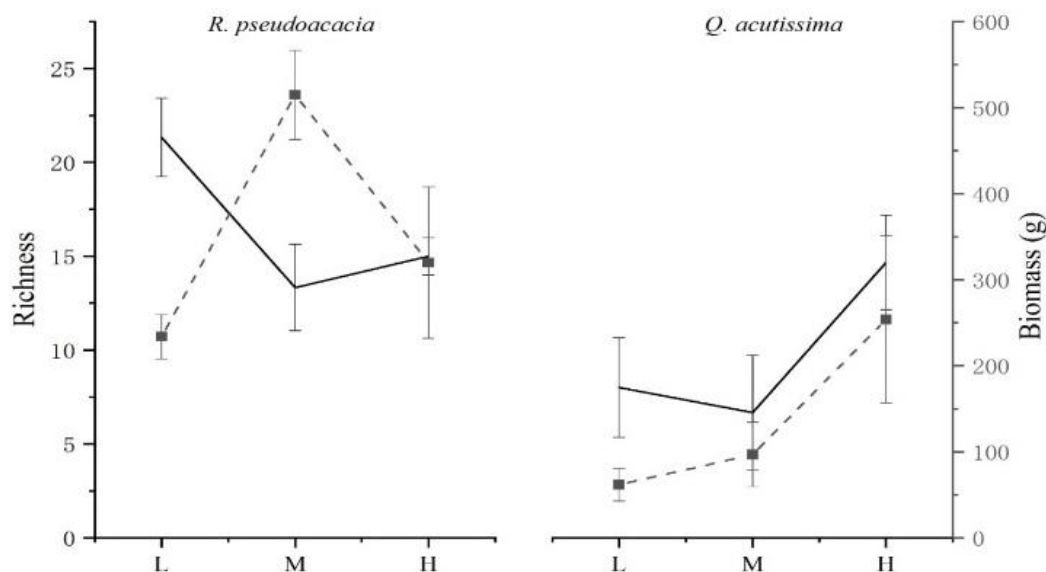 R. pseudoacacia
Q. acutissima
Richness
25
20
15
10
5
0
L
M
H
L
M
H
600
500
400
300
200
100
0
Biomass (g)